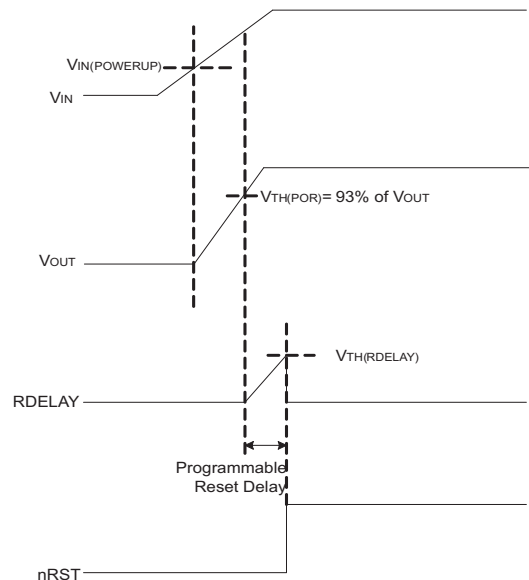 VIN(POWERUP)
VIN
VTH(POR)= 93% of VOUT
VOUT
VTH(RDELAY)
RDELAY
Programmable
Reset Delay
nRST